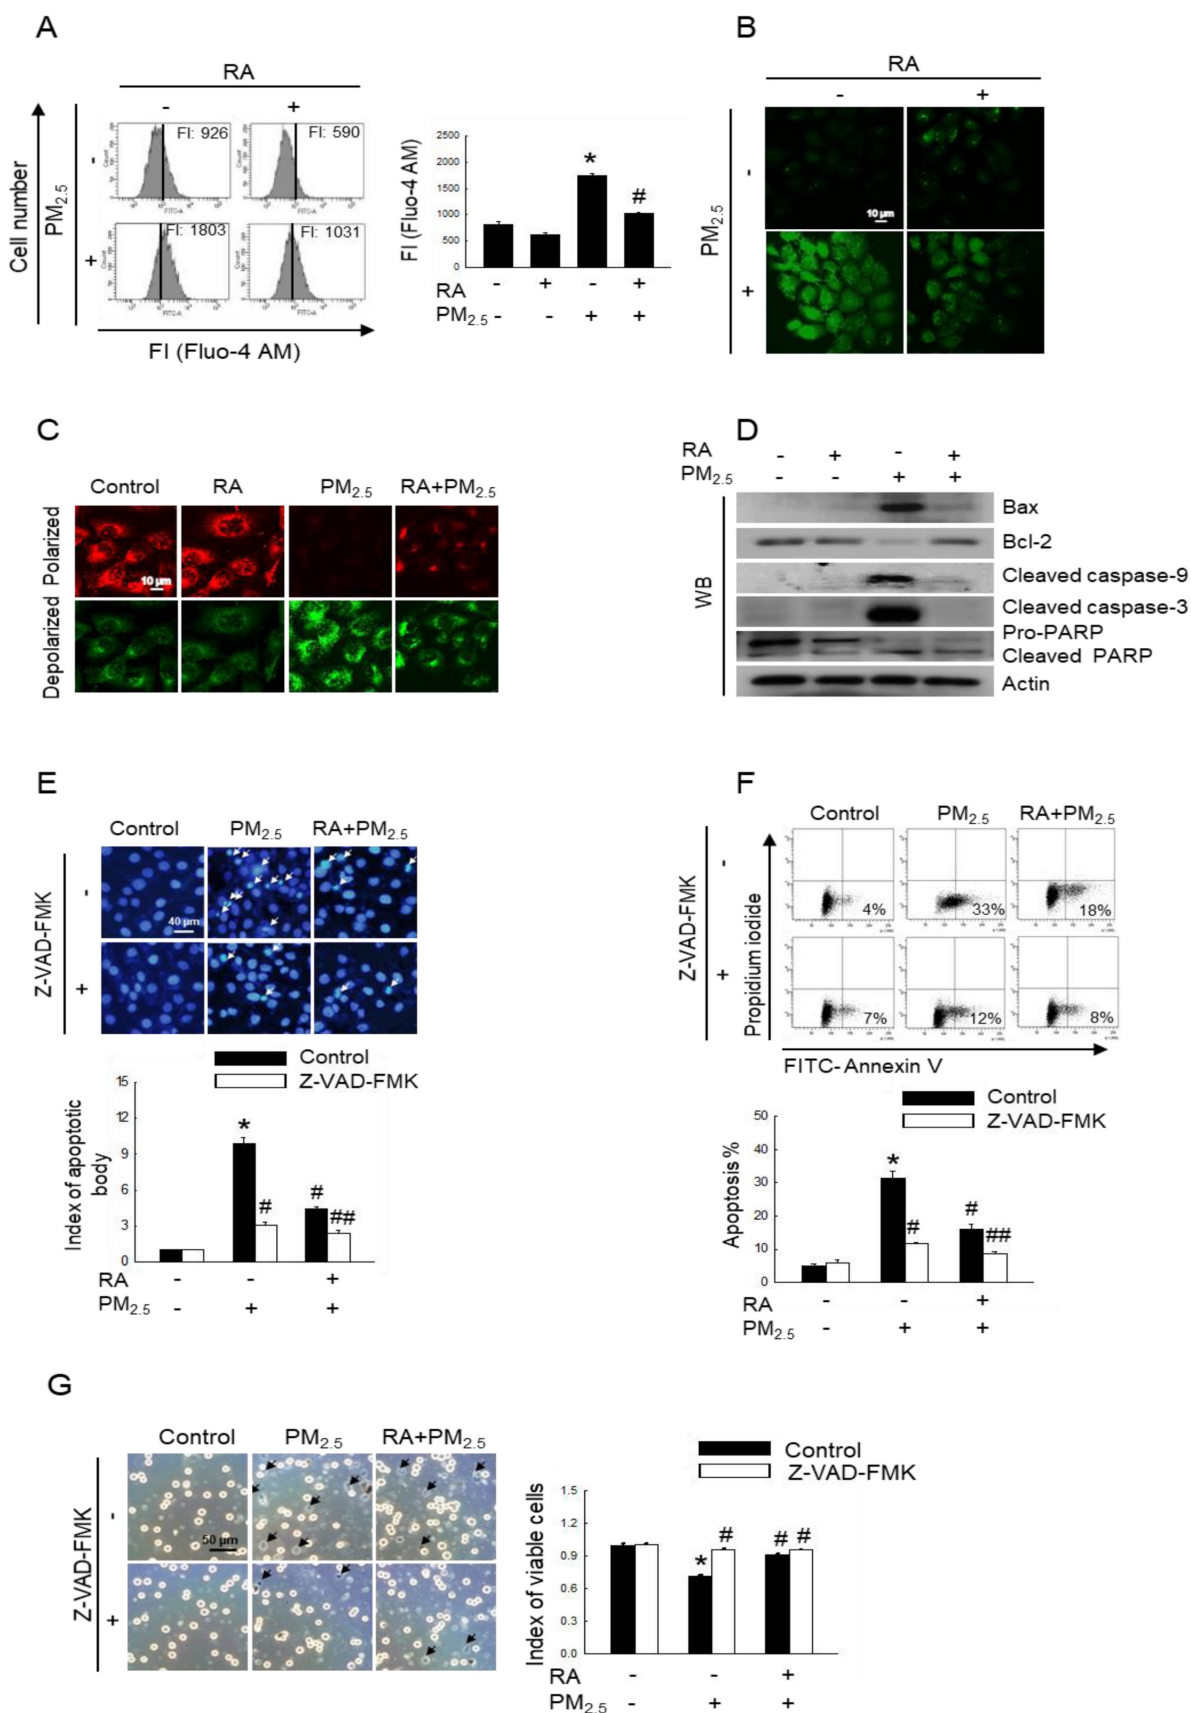 A
RA
- +
Cell number
PM2.5
-
+
FI: 926
FI: 590
FI: 1803
FI: 1031
Count
FITC-A
FI (Fluo-4 AM)
FI (Fluo-4 AM)
2500
2000
1500
1000
500
0
*
#
RA - + - +
PM2.5 - - + +
B
RA
- +
PM2.5
-
+
10 µm
C
Control RA PM2.5 RA+PM2.5
Polarized
Depolarized
10 µm
D
RA - + - +
PM2.5 - - + +
WB
Bax
Bcl-2
Cleaved caspase-9
Cleaved caspase-3
Pro-PARP
Cleaved PARP
Actin
E
Control PM2.5 RA+PM2.5
Z-VAD-FMK
-
+
40 µm
Control
Z-VAD-FMK
Index of apoptotic
body
15
12
9
6
3
0
*
#
#
##
RA - - +
PM2.5 - + +
F
Control PM2.5 RA+PM2.5
Z-VAD-FMK
-
+
Propidium iodide
4% 33% 18%
7% 12% 8%
FITC-Annexin V
Control
Z-VAD-FMK
Apoptosis %
50
40
30
20
10
0
*
#
#
##
RA - - +
PM2.5 - + +
G
Control PM2.5 RA+PM2.5
Z-VAD-FMK
-
+
50 µm
Control
Z-VAD-FMK
Index of viable cells
1.5
1.2
0.9
0.6
0.3
0.0
*
#
# #
RA - - +
PM2.5 - + +